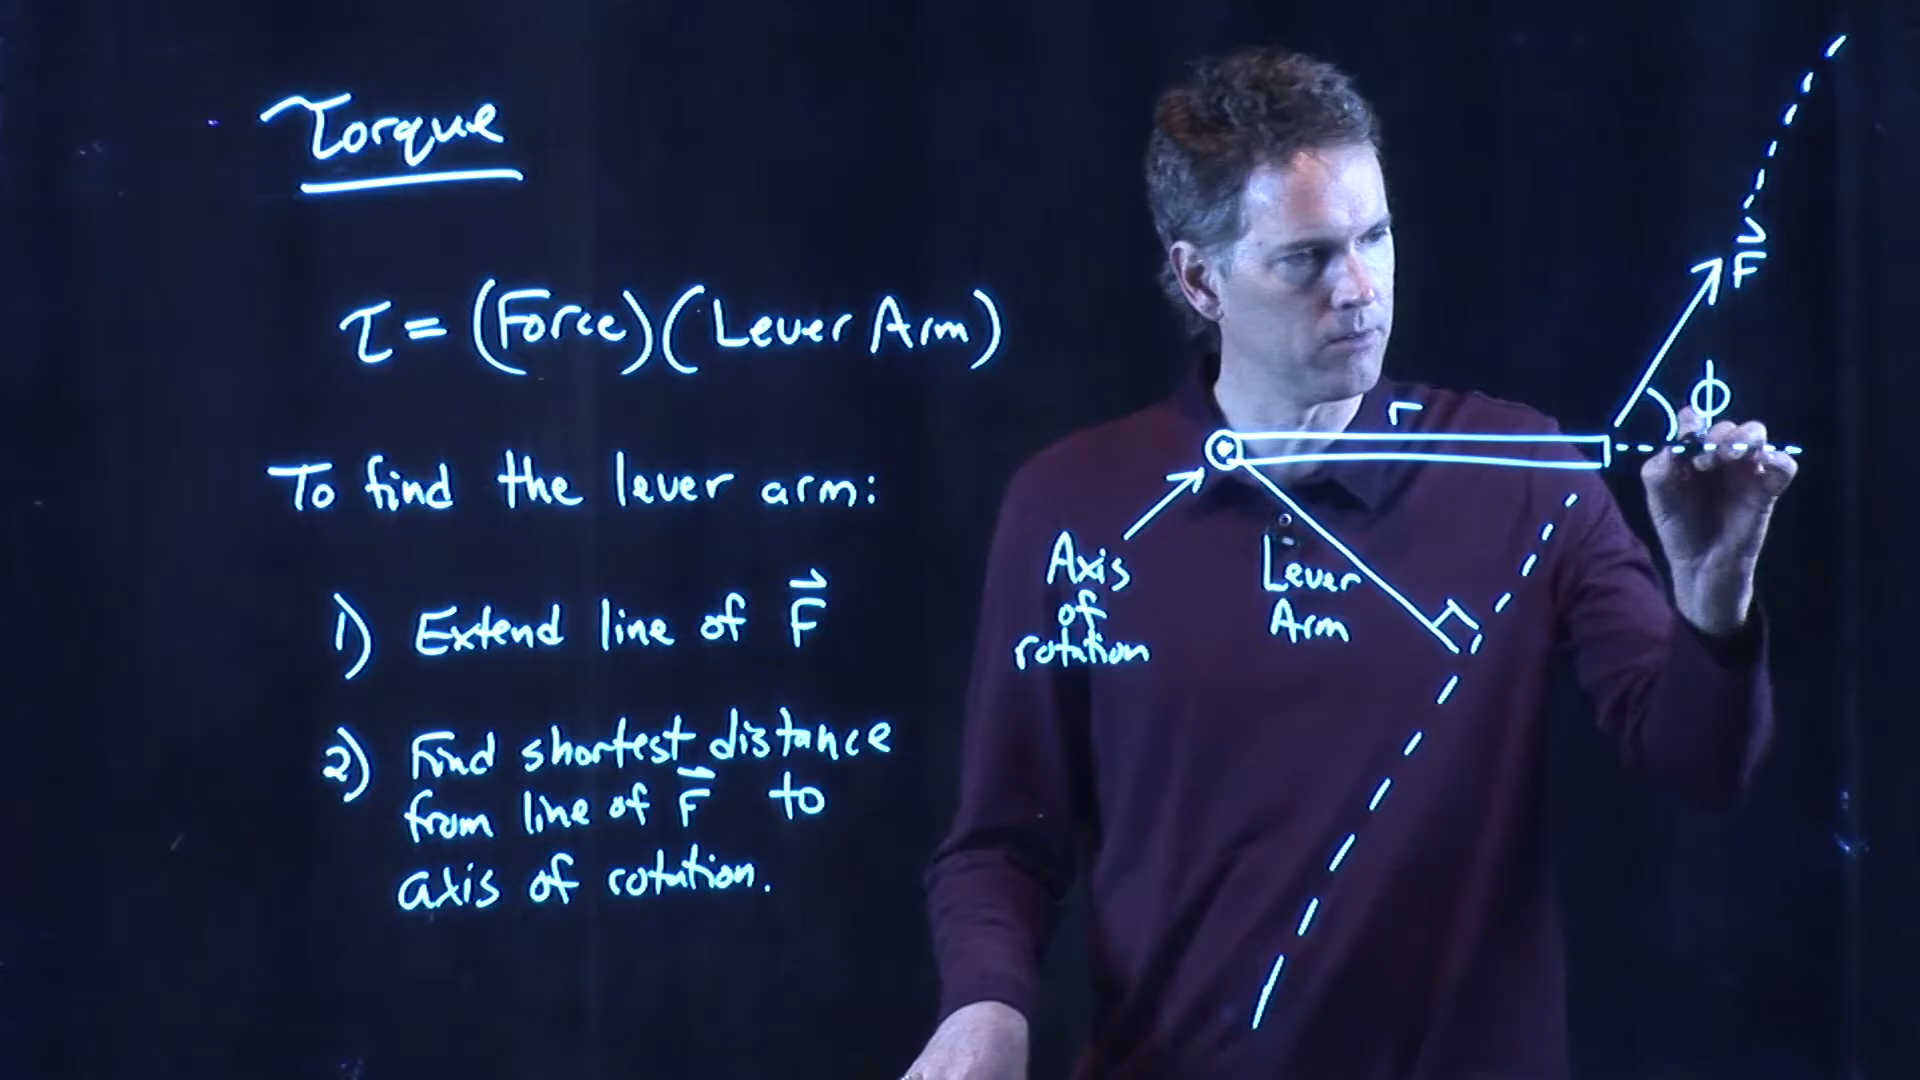 Torque
τ = (Force)(Lever Arm)
To find the lever arm:
1) Extend line of F⃗
2) Find shortest distance
from line of F⃗ to
axis of rotation.
F⃗
ϕ
r
Axis
of
rotation
Lever
Arm